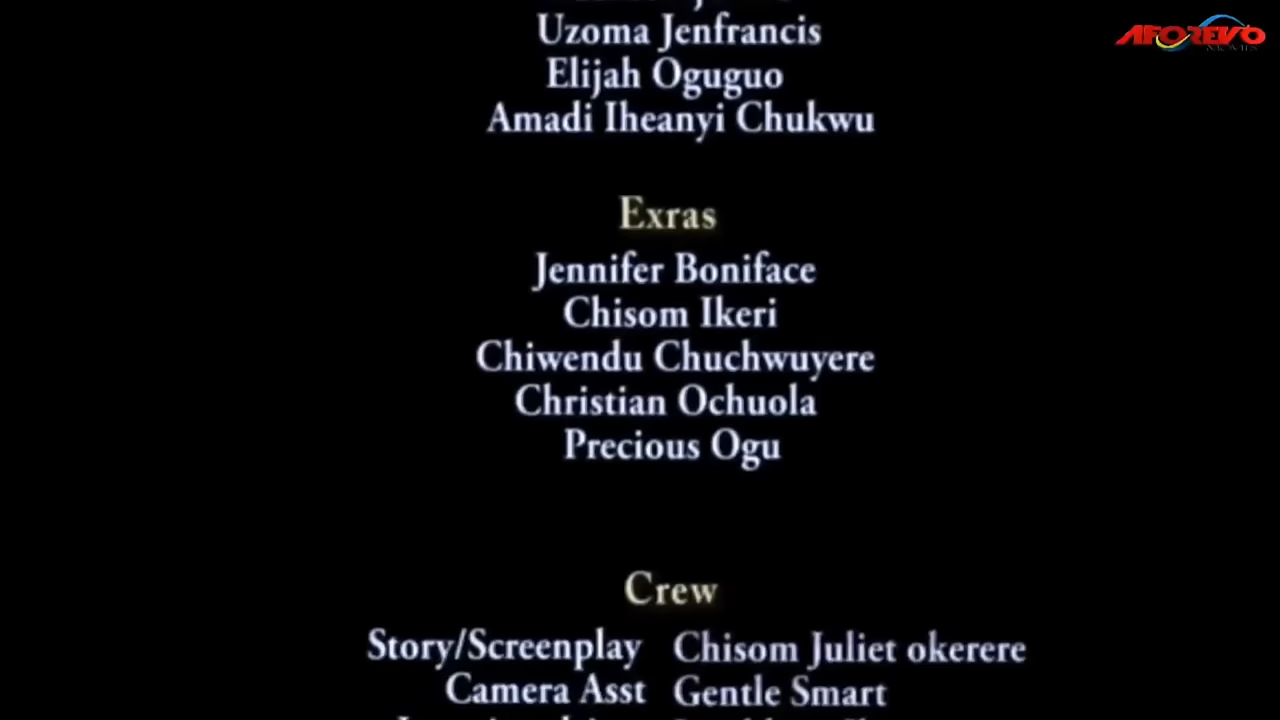 AFOREVO
Uzoma Jenfrancis
Elijah Oguguo
Amadi Iheanyi Chukwu
Exras
Jennifer Boniface
Chisom Ikeri
Chiwendu Chuchwuyere
Christian Ochuola
Precious Ogu
Crew
Story/Screenplay Chisom Juliet okerere
Camera Asst Gentle Smart